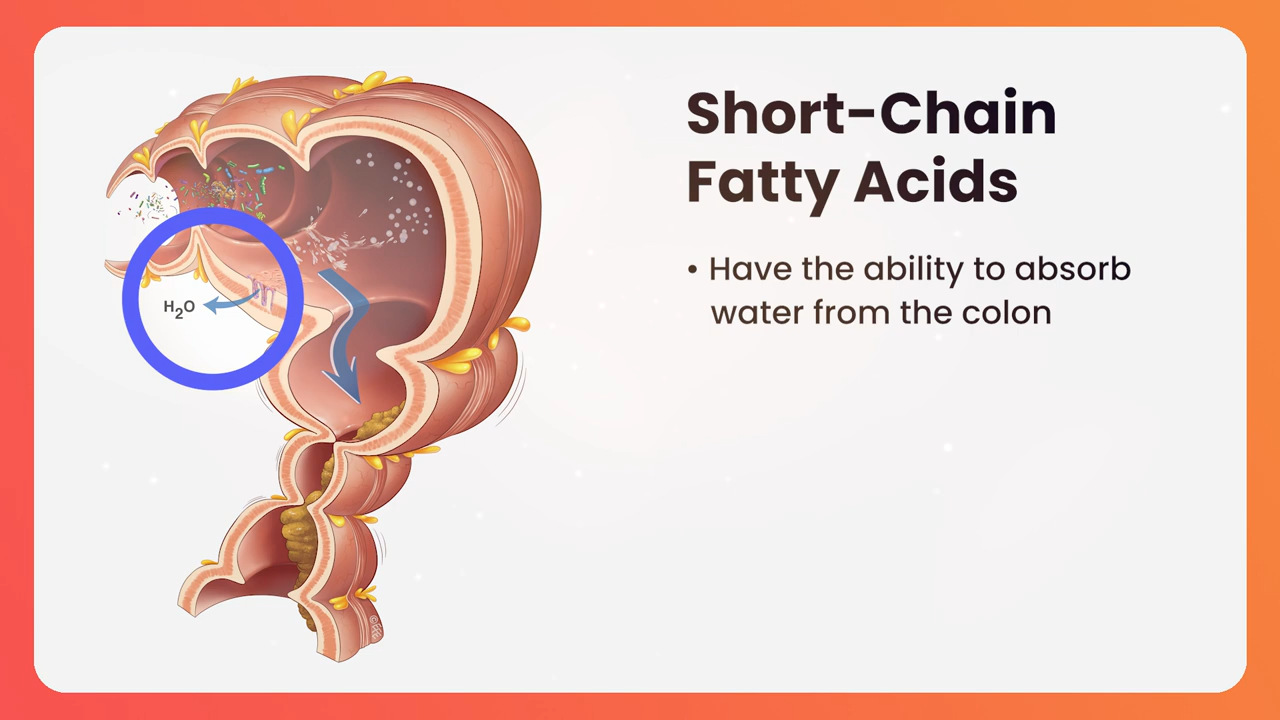 Short-Chain
Fatty Acids
• Have the ability to absorb
water from the colon
H₂O